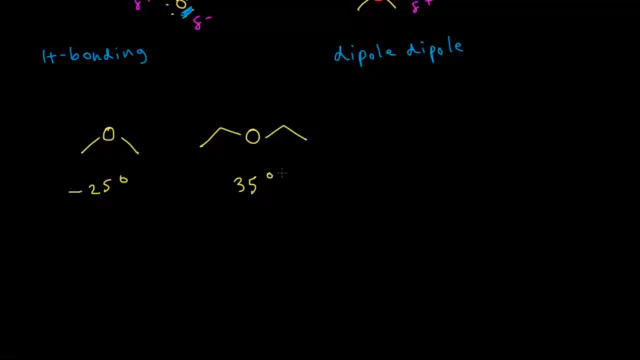 δ- O δ+
δ-
H-bonding dipole dipole
O O
-25° 35°